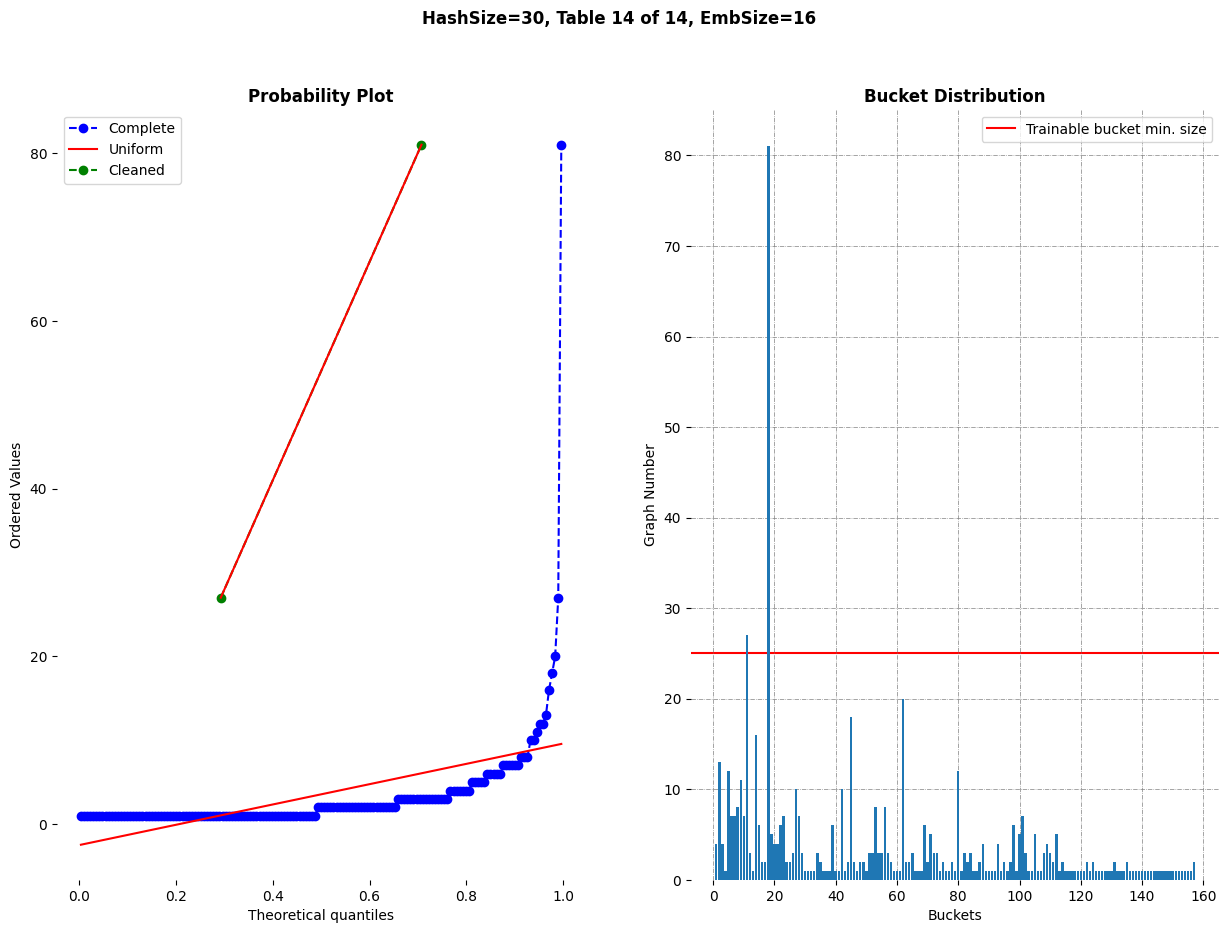 HashSize=30, Table 14 of 14, EmbSize=16
Probability Plot
Complete
Uniform
Cleaned
80
60
40
20
0
Ordered Values
0.0 0.2 0.4 0.6 0.8 1.0
Theoretical quantiles
Bucket Distribution
Trainable bucket min. size
80
70
60
50
40
30
20
10
0
Graph Number
0 20 40 60 80 100 120 140 160
Buckets